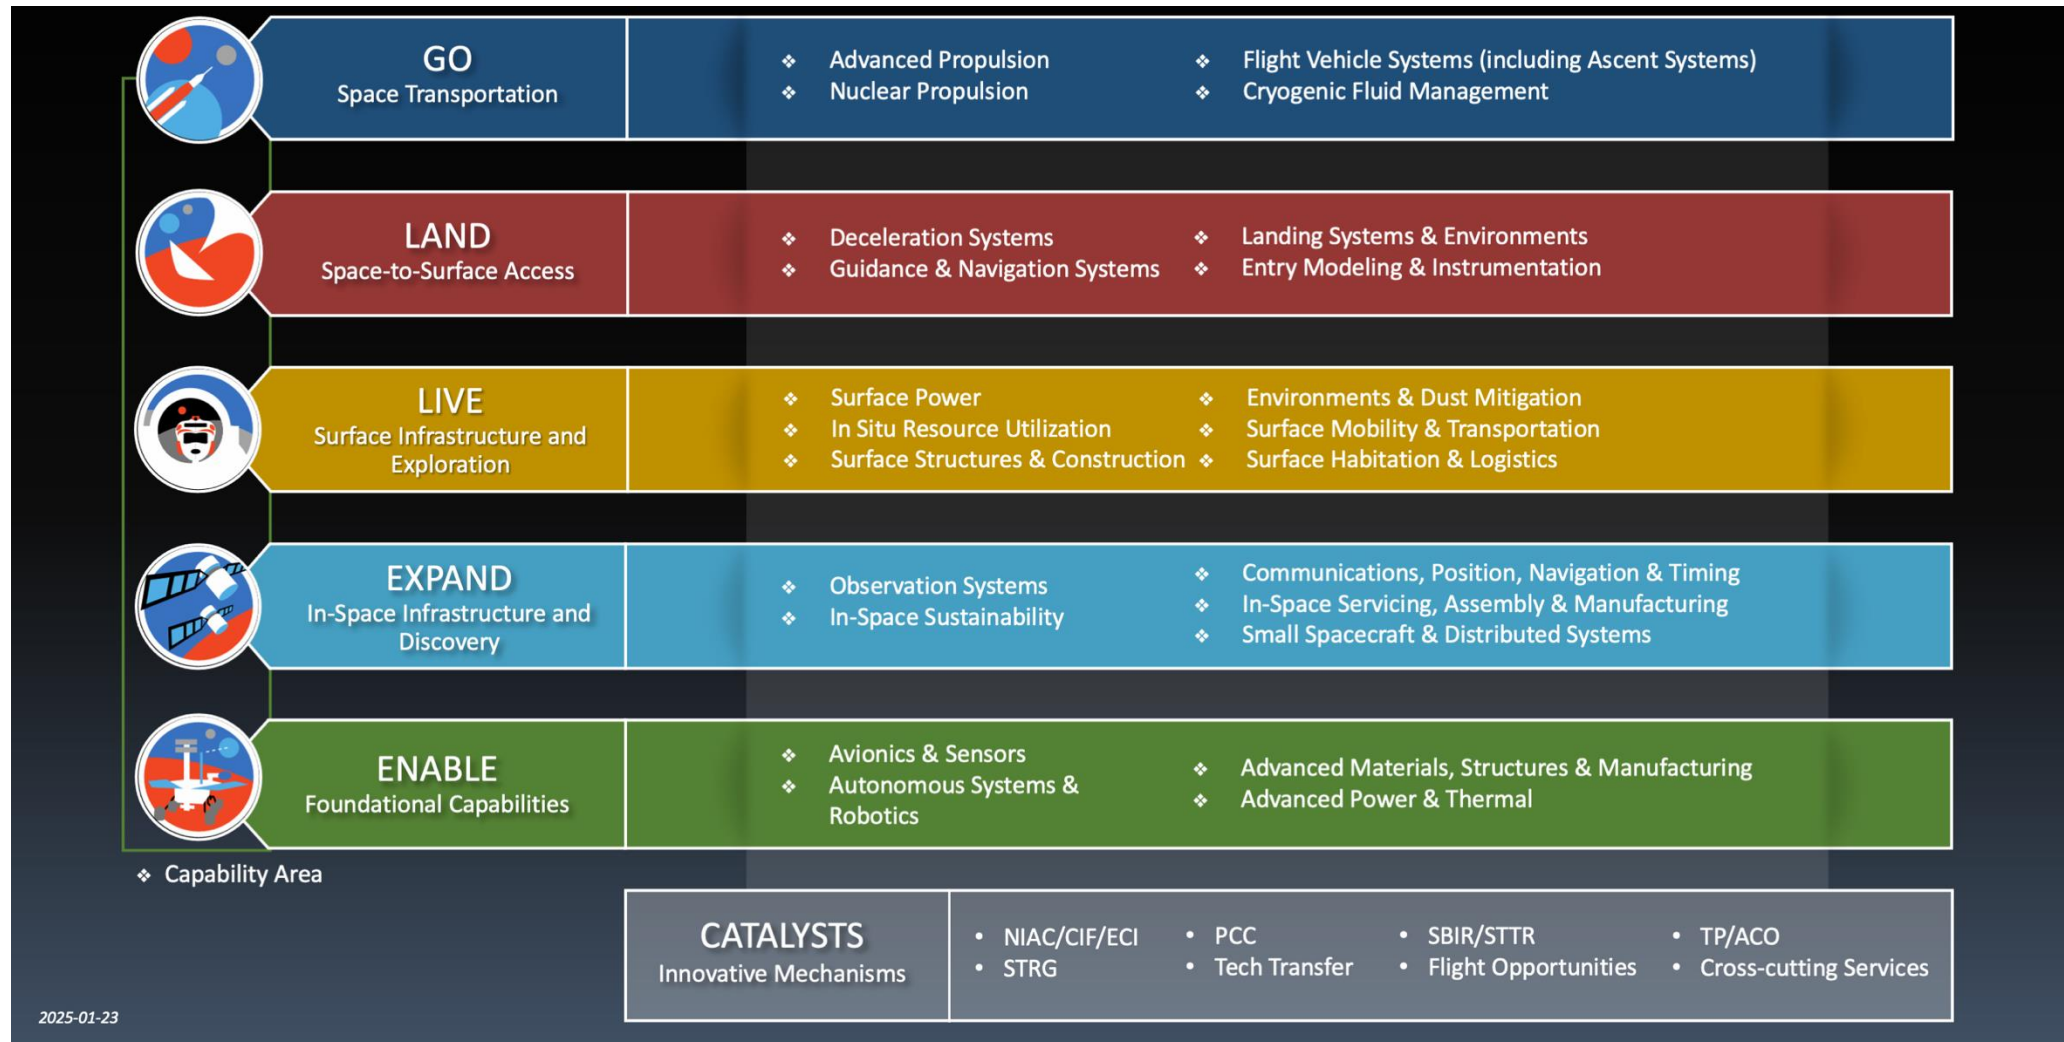 GO
Space Transportation
❖ Advanced Propulsion
❖ Nuclear Propulsion
❖ Flight Vehicle Systems (including Ascent Systems)
❖ Cryogenic Fluid Management
LAND
Space-to-Surface Access
❖ Deceleration Systems
❖ Guidance & Navigation Systems
❖ Landing Systems & Environments
❖ Entry Modeling & Instrumentation
LIVE
Surface Infrastructure and
Exploration
❖ Surface Power
❖ In Situ Resource Utilization
❖ Surface Structures & Construction
❖ Environments & Dust Mitigation
❖ Surface Mobility & Transportation
❖ Surface Habitation & Logistics
EXPAND
In-Space Infrastructure and
Discovery
❖ Observation Systems
❖ In-Space Sustainability
❖ Communications, Position, Navigation & Timing
❖ In-Space Servicing, Assembly & Manufacturing
❖ Small Spacecraft & Distributed Systems
ENABLE
Foundational Capabilities
❖ Avionics & Sensors
❖ Autonomous Systems &
Robotics
❖ Advanced Materials, Structures & Manufacturing
❖ Advanced Power & Thermal
❖ Capability Area
CATALYSTS
Innovative Mechanisms
• NIAC/CIF/ECI
• STRG
• PCC
• Tech Transfer
• SBIR/STTR
• Flight Opportunities
• TP/ACO
• Cross-cutting Services
2025-01-23